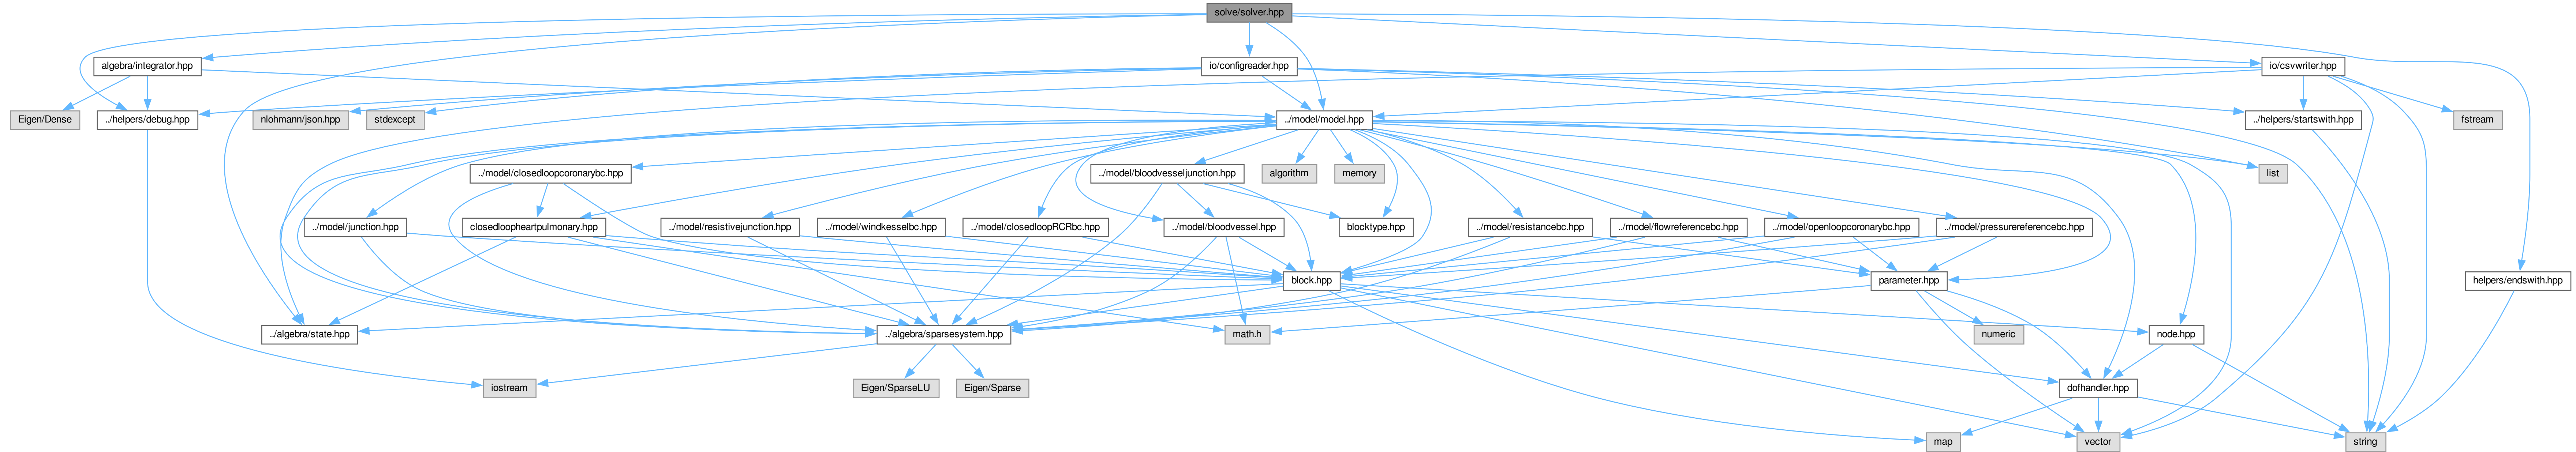 solve/solver.hpp
algebra/integrator.hpp
io/configreader.hpp
io/csvwriter.hpp
Eigen/Dense
../helpers/debug.hpp
nlohmann/json.hpp
stdexcept
../model/model.hpp
../helpers/startswith.hpp
fstream
../model/closedloopcoronarybc.hpp
../model/bloodvesseljunction.hpp
algorithm
memory
list
../model/junction.hpp
closedloopheartpulmonary.hpp
../model/resistivejunction.hpp
../model/windkesselbc.hpp
../model/closedloopRCRbc.hpp
../model/bloodvessel.hpp
blocktype.hpp
../model/resistancebc.hpp
../model/flowreferencebc.hpp
../model/openloopcoronarybc.hpp
../model/pressurereferencebc.hpp
block.hpp
parameter.hpp
helpers/endswith.hpp
../algebra/state.hpp
../algebra/sparsesystem.hpp
math.h
numeric
node.hpp
iostream
Eigen/SparseLU
Eigen/Sparse
dofhandler.hpp
map
vector
string